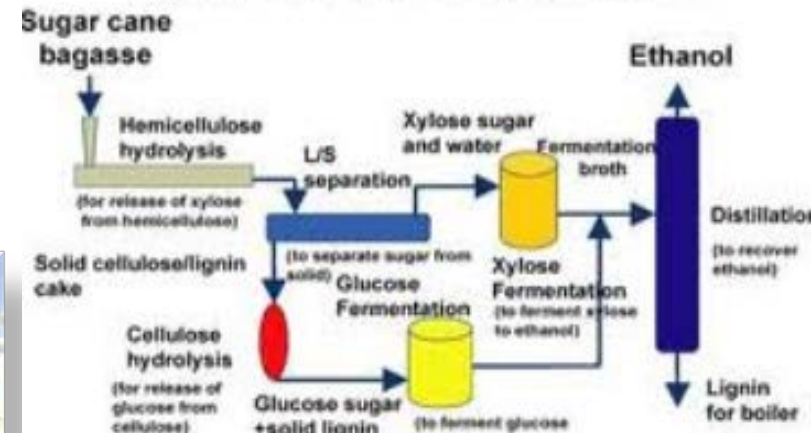 Sugar cane
bagasse
Ethanol
Hemicellulose
hydrolysis
(for release of xylose
from hemicellulose)
L/S
separation
Xylose sugar
and water
Fermentation
broth
Distillation
(to recover
ethanol)
(to separate sugar from
solid)
Solid cellulose/lignin
cake
Glucose
Fermentation
Xylose
Fermentation
(to ferment xylose
to ethanol)
Cellulose
hydrolysis
(for release of
glucose from
cellulose)
Glucose sugar
+solid lignin
(to ferment glucose
Lignin
for boiler